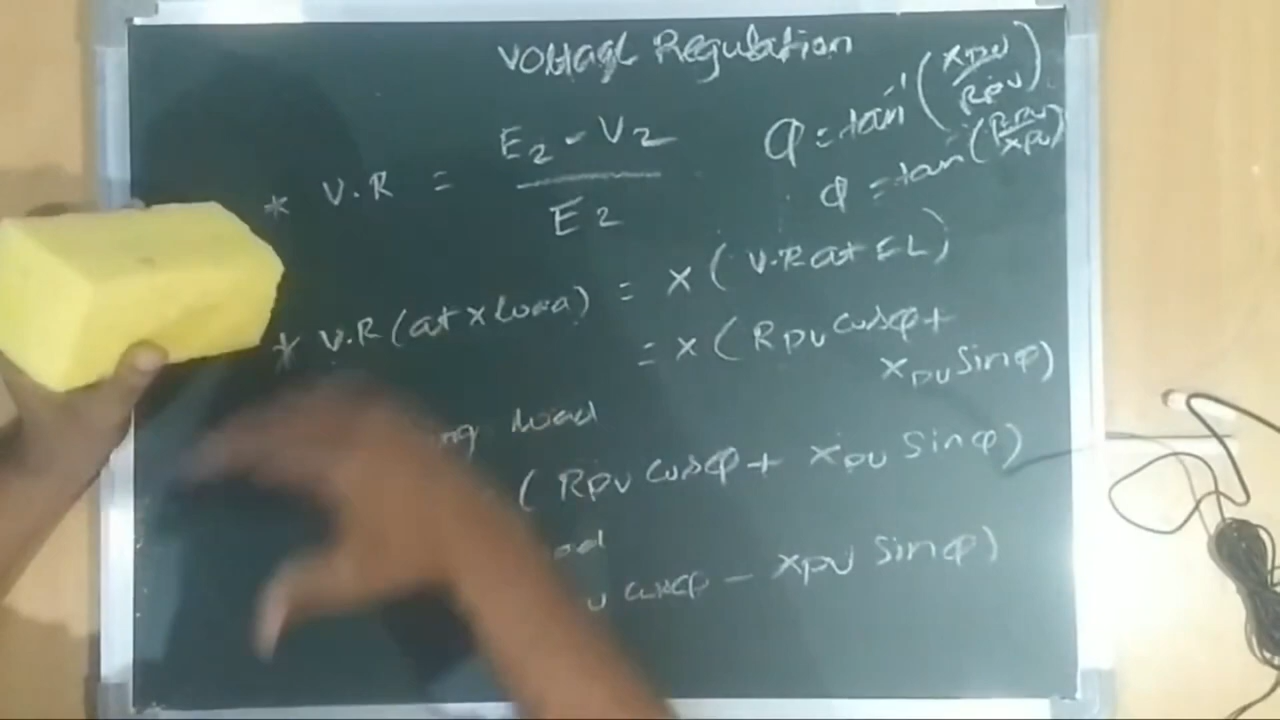 Voltage Regulation
φ = tan⁻¹ (Xpu/Rpu)
* V.R = E2 - V2 / E2
φ = tan⁻¹ (Rpu/Xpu)
* V.R (at x Load) = x ( V.R at FL )
= x ( Rpu cosφ +
Xpu sinφ)
ng load
( Rpu cosφ + Xpu sinφ)
u cosφ - Xpu sinφ)